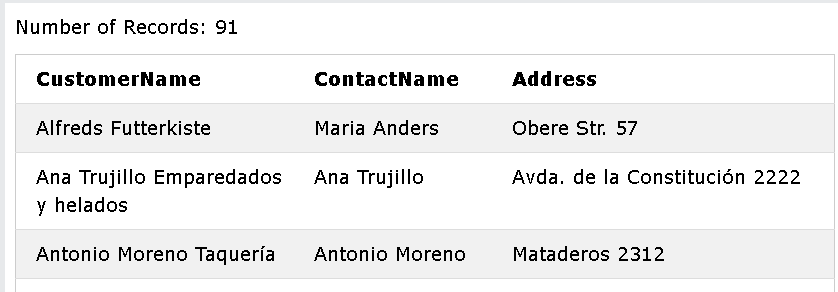 Number of Records: 91
CustomerName ContactName Address
Alfreds Futterkiste Maria Anders Obere Str. 57
Ana Trujillo Emparedados Ana Trujillo Avda. de la Constitución 2222
y helados
Antonio Moreno Taquería Antonio Moreno Mataderos 2312